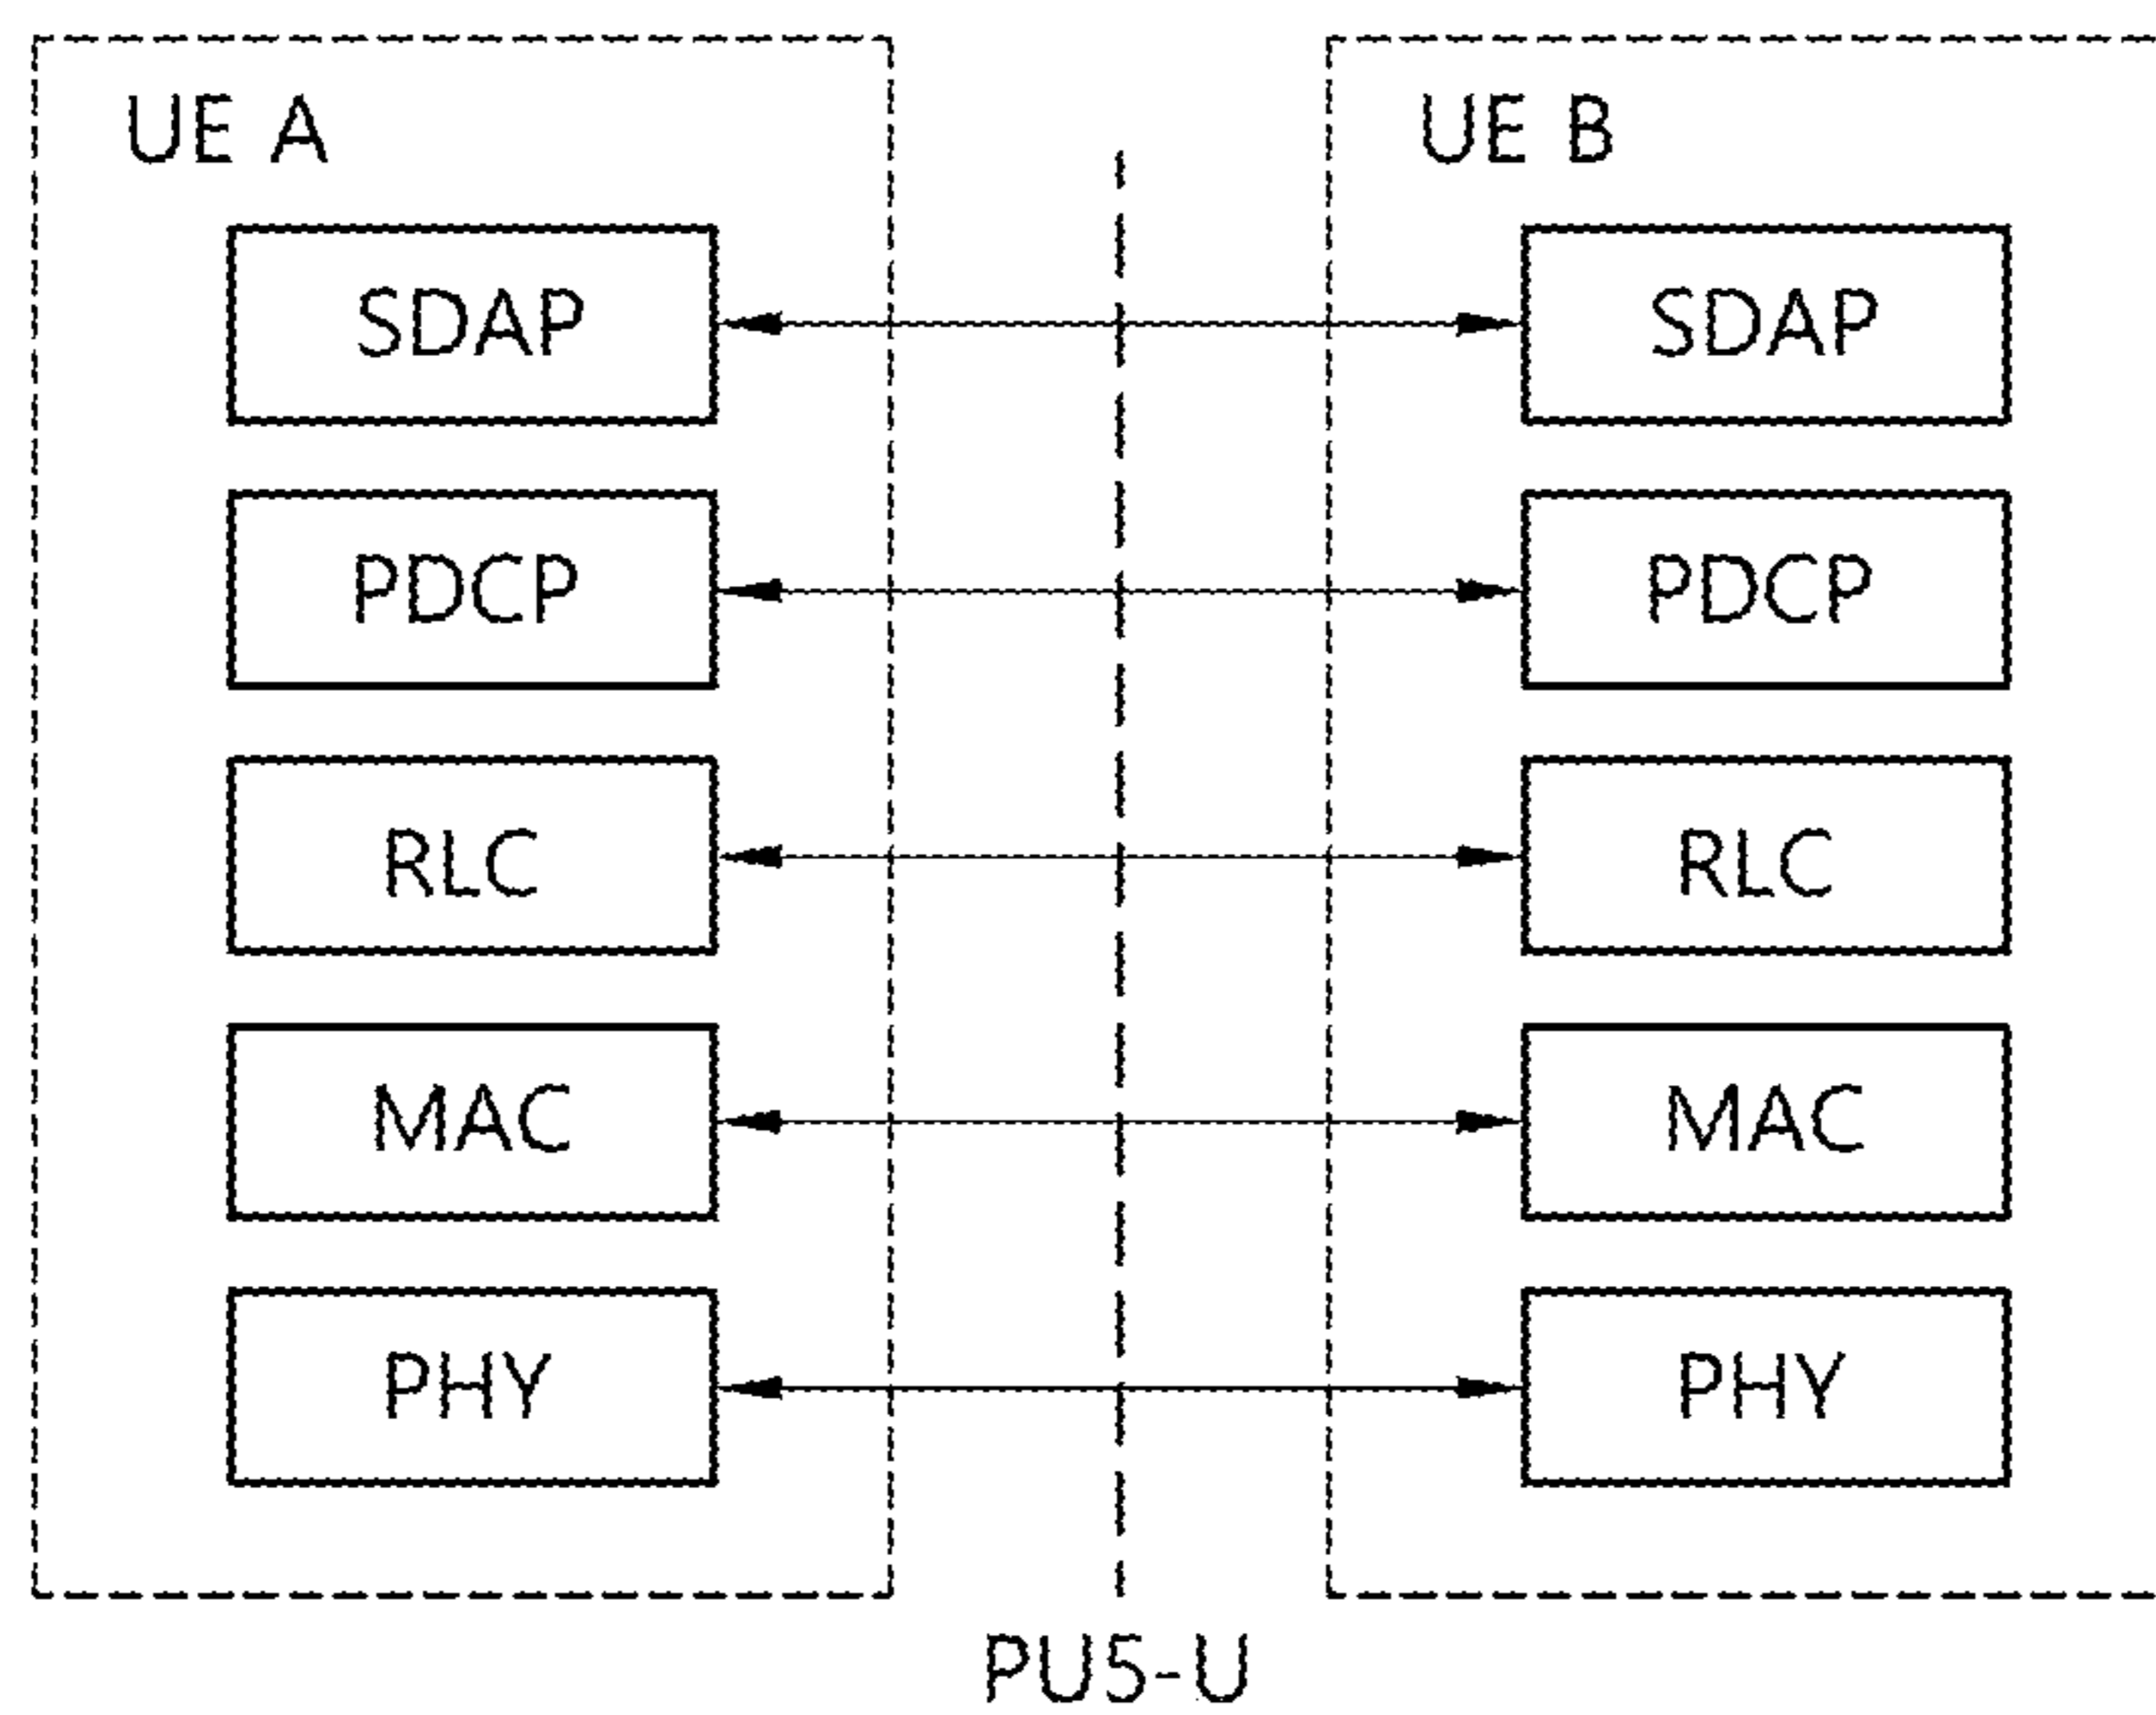 UE A
UE B
SDAP
SDAP
PDCP
PDCP
RLC
RLC
MAC
MAC
PHY
PHY
PU5-U